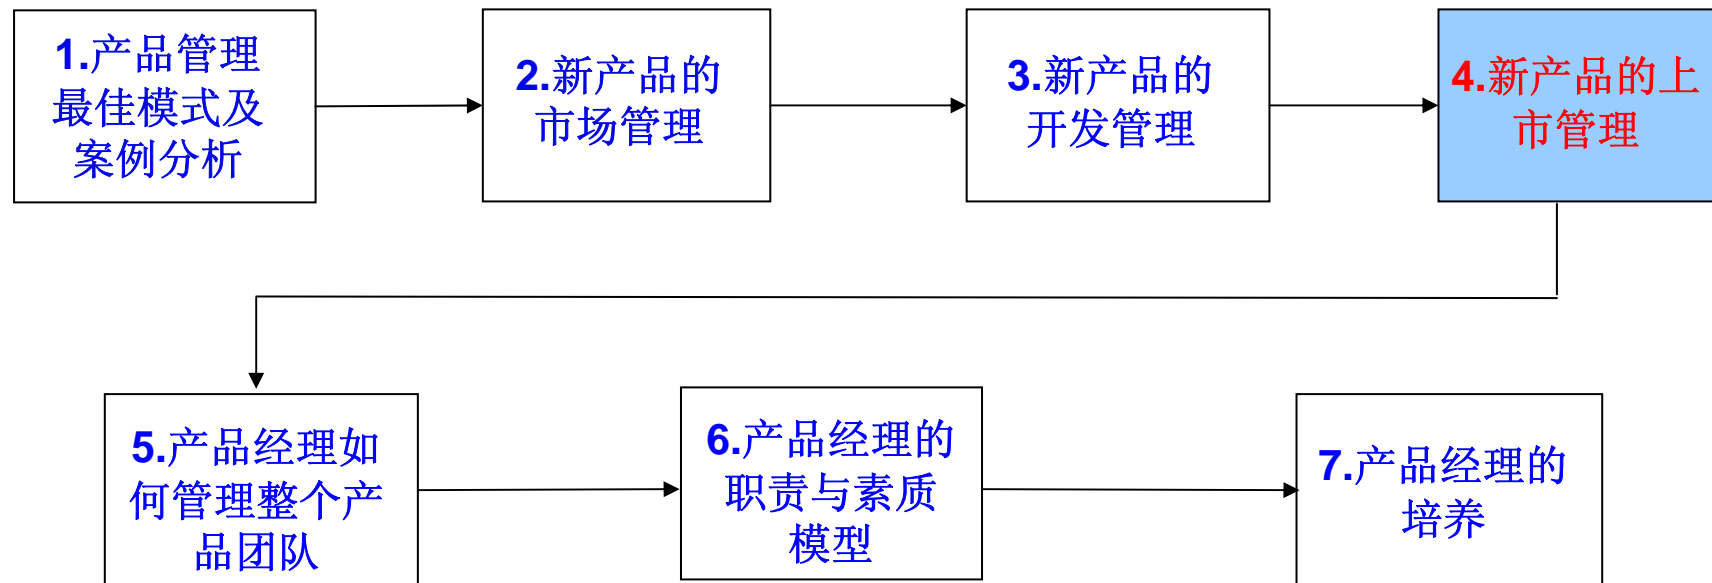 1.产品管理
最佳模式及
案例分析
2.新产品的
市场管理
3.新产品的
开发管理
4.新产品的上
市管理
5.产品经理如
何管理整个产
品团队
6.产品经理的
职责与素质
模型
7.产品经理的
培养